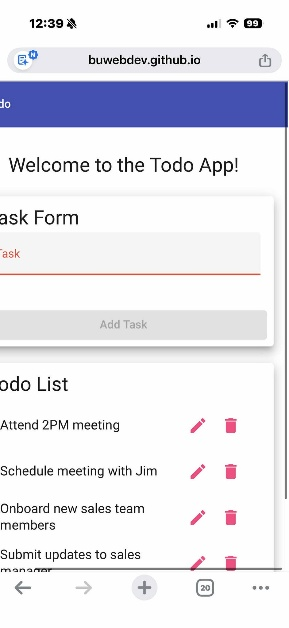 12:39
99
buwebdev.github.io
do
Welcome to the Todo App!
ask Form
Task
Add Task
odo List
Attend 2PM meeting
Schedule meeting with Jim
Onboard new sales team
members
Submit updates to sales
manager
20